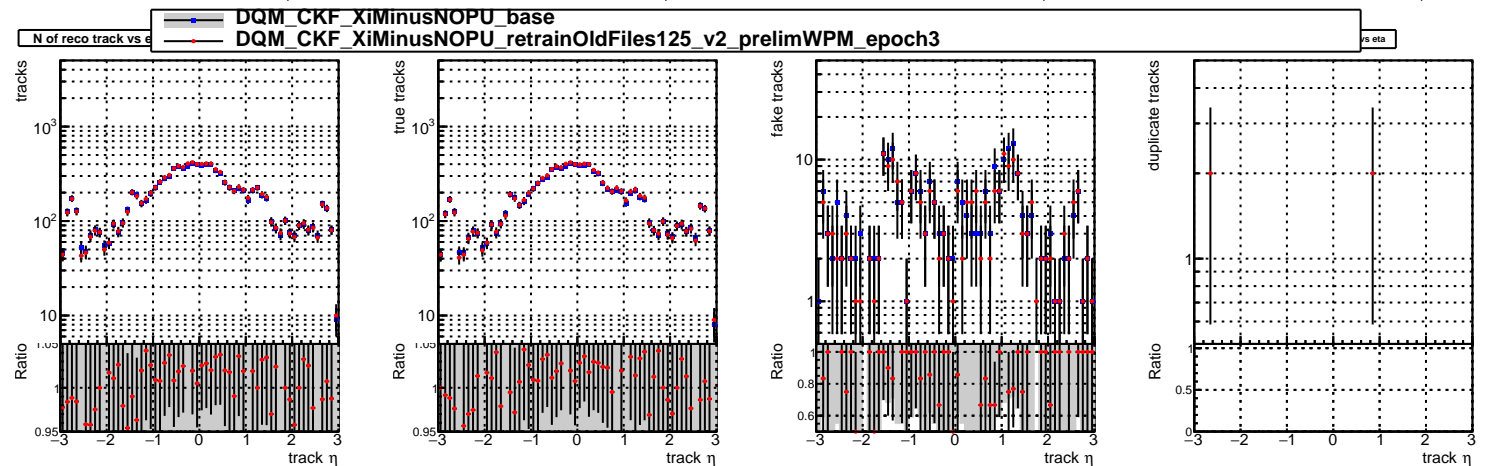 DQM_CKF_XiMinusNOPU_base
DQM_CKF_XiMinusNOPU_retrainOldFiles125_v2_prelimWPM_epoch3
N of reco track vs e
vs eta
tracks
10³
10²
10
Ratio
1.05
1
0.95
−3 −2 −1 0 1 2 3
track η
true tracks
10³
10²
10
Ratio
1.05
1
0.95
−3 −2 −1 0 1 2 3
track η
fake tracks
10
1
Ratio
1
0.8
0.6
−3 −2 −1 0 1 2 3
track η
duplicate tracks
1
Ratio
1
0.5
0
−3 −2 −1 0 1 2 3
track η